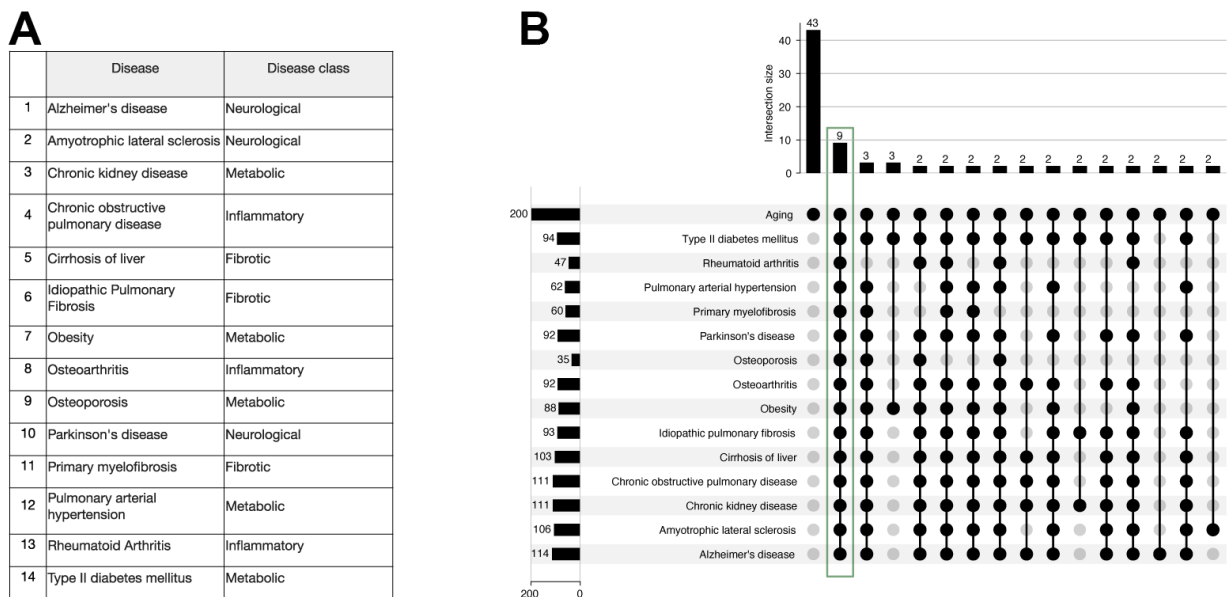 A
Disease Disease class
1 Alzheimer's disease Neurological
2 Amyotrophic lateral sclerosis Neurological
3 Chronic kidney disease Metabolic
4 Chronic obstructive pulmonary disease Inflammatory
5 Cirrhosis of liver Fibrotic
6 Idiopathic Pulmonary Fibrosis Fibrotic
7 Obesity Metabolic
8 Osteoarthritis Inflammatory
9 Osteoporosis Metabolic
10 Parkinson's disease Neurological
11 Primary myelofibrosis Fibrotic
12 Pulmonary arterial hypertension Metabolic
13 Rheumatoid Arthritis Inflammatory
14 Type II diabetes mellitus Metabolic
B
Intersection size
40
30
20
10
0
43 9 3 3 2 2 2 2 2 2 2 2 2 2 2 2
200 Aging
94 Type II diabetes mellitus
47 Rheumatoid arthritis
62 Pulmonary arterial hypertension
60 Primary myelofibrosis
92 Parkinson's disease
35 Osteoporosis
92 Osteoarthritis
88 Obesity
93 Idiopathic pulmonary fibrosis
103 Cirrhosis of liver
111 Chronic obstructive pulmonary disease
111 Chronic kidney disease
106 Amyotrophic lateral sclerosis
114 Alzheimer's disease
200 0